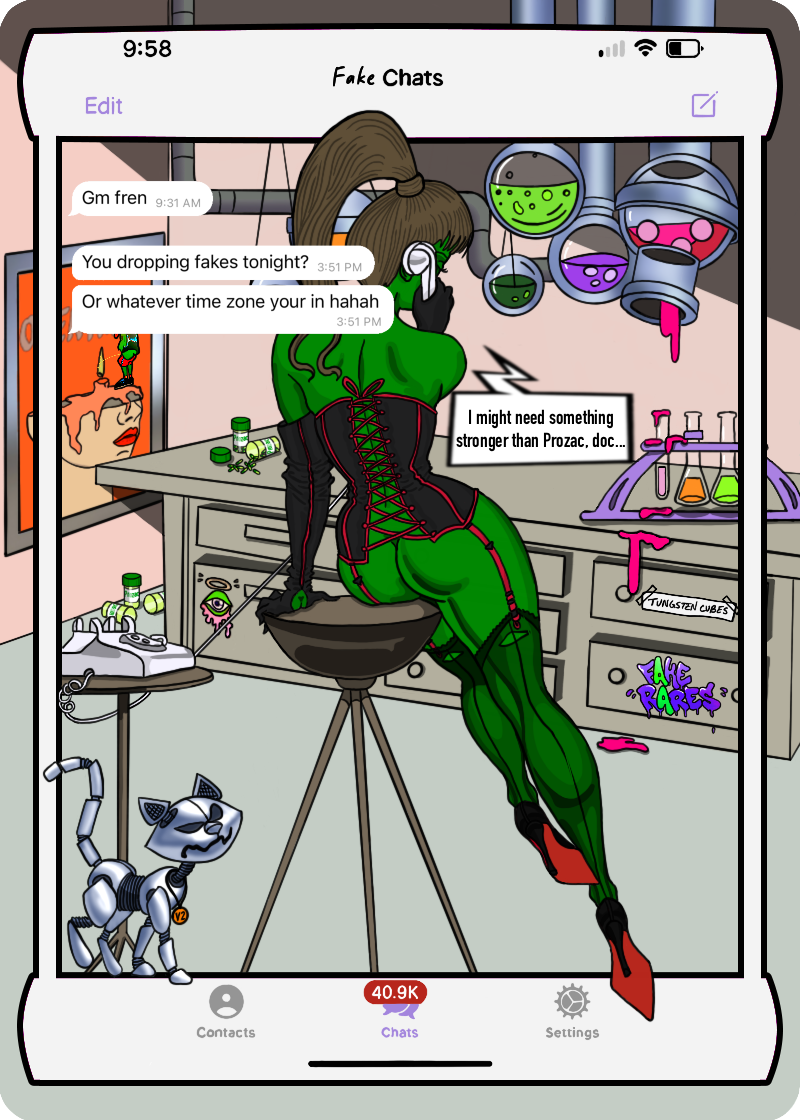 9:58
Fake Chats
Edit
Gm fren 9:31 AM
You dropping fakes tonight? 3:51 PM
Or whatever time zone your in hahah
3:51 PM
I might need something
stronger than Prozac, doc...
TUNGSTEN CUBES
FAKE
RARES
V2
40.9K
Contacts
Chats
Settings